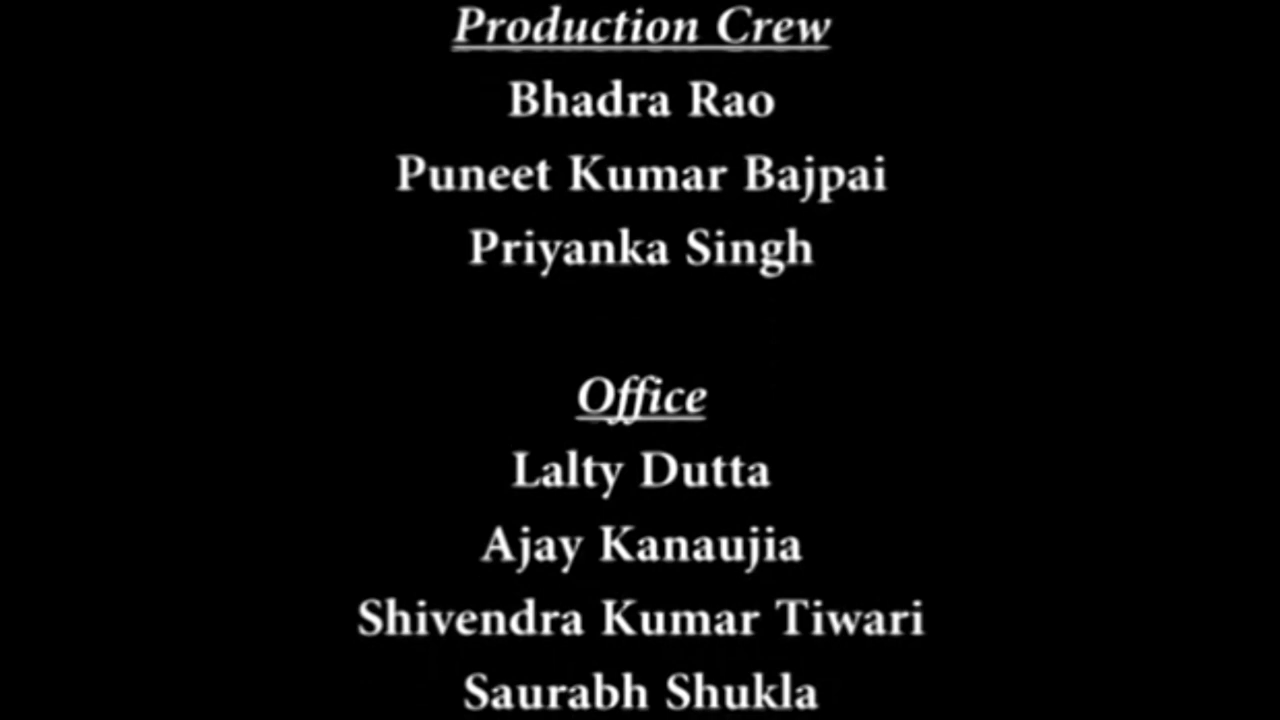 Production Crew
Bhadra Rao
Puneet Kumar Bajpai
Priyanka Singh
Office
Lalty Dutta
Ajay Kanaujia
Shivendra Kumar Tiwari
Saurabh Shukla